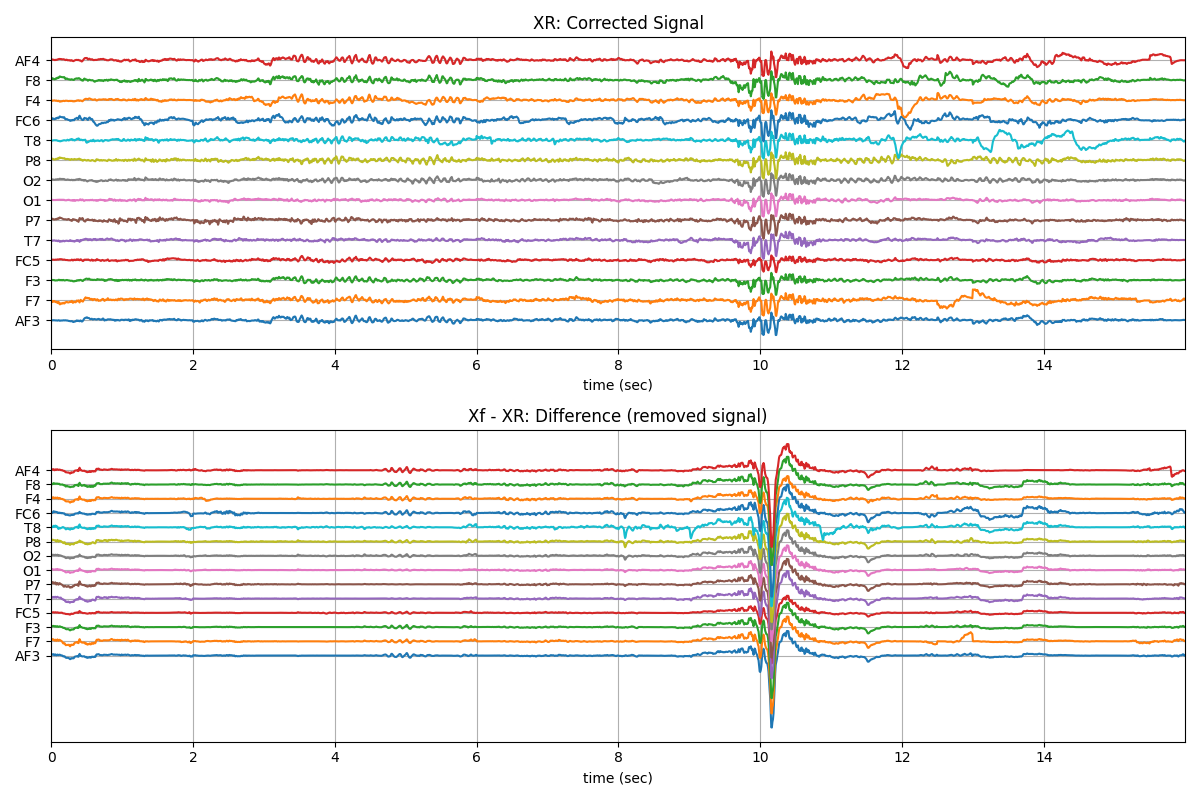 XR: Corrected Signal
AF4
F8
F4
FC6
T8
P8
O2
O1
P7
T7
FC5
F3
F7
AF3
0 2 4 6 8 10 12 14
time (sec)
Xf - XR: Difference (removed signal)
AF4
F8
F4
FC6
T8
P8
O2
O1
P7
T7
FC5
F3
F7
AF3
0 2 4 6 8 10 12 14
time (sec)